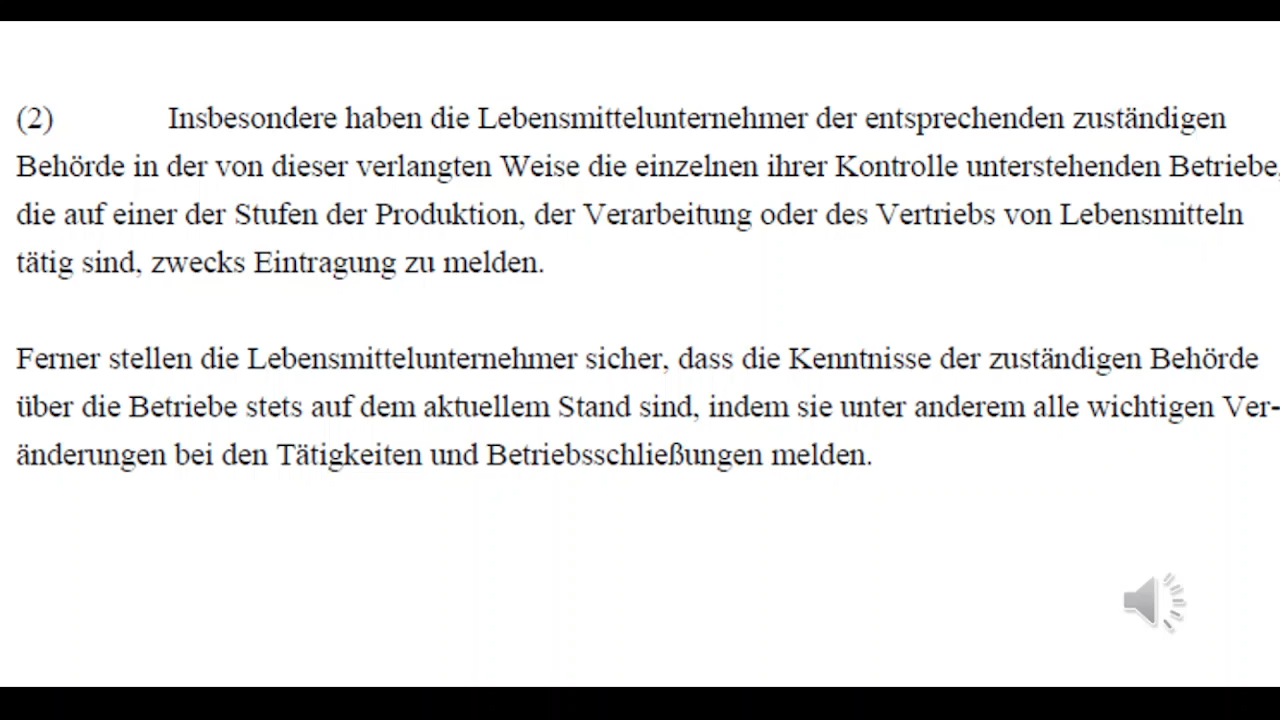 (2) Insbesondere haben die Lebensmittelunternehmer der entsprechenden zuständigen
Behörde in der von dieser verlangten Weise die einzelnen ihrer Kontrolle unterstehenden Betriebe,
die auf einer der Stufen der Produktion, der Verarbeitung oder des Vertriebs von Lebensmitteln
tätig sind, zwecks Eintragung zu melden.
Ferner stellen die Lebensmittelunternehmer sicher, dass die Kenntnisse der zuständigen Behörde
über die Betriebe stets auf dem aktuellem Stand sind, indem sie unter anderem alle wichtigen Ver-
änderungen bei den Tätigkeiten und Betriebsschließungen melden.